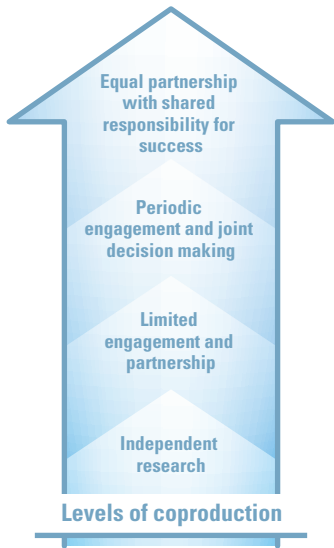 Equal partnership
with shared
responsibility for
success
Periodic
engagement and joint
decision making
Limited
engagement and
partnership
Independent
research
Levels of coproduction